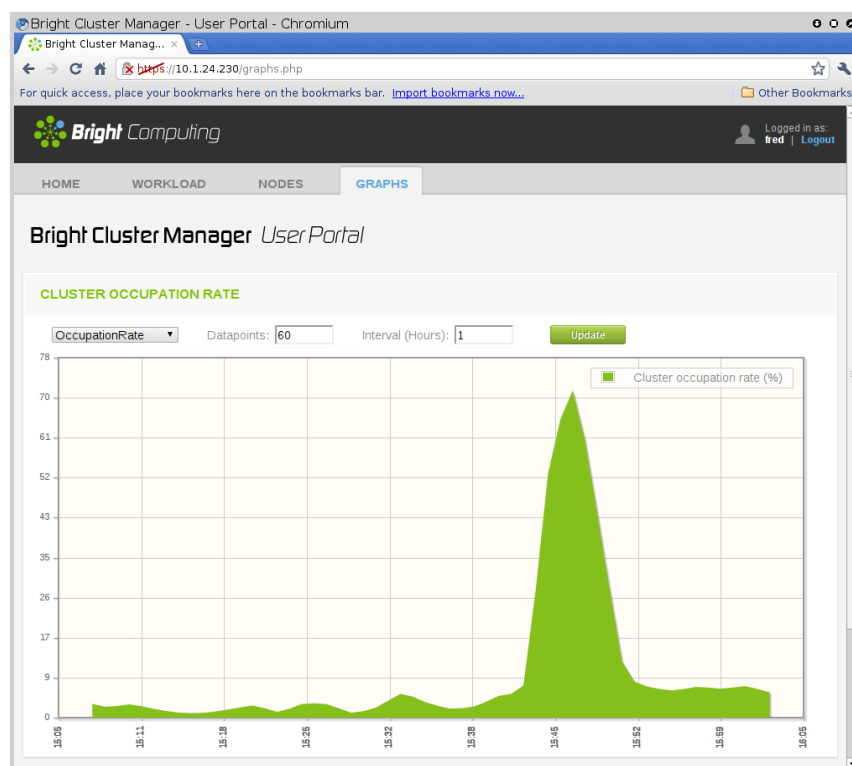 Bright Cluster Manager - User Portal - Chromium
Bright Cluster Manag... ×
https://10.1.24.230/graphs.php
For quick access, place your bookmarks here on the bookmarks bar. Import bookmarks now...
Other Bookmarks
Bright Computing
Logged in as:
fred | Logout
HOME WORKLOAD NODES GRAPHS
Bright Cluster Manager User Portal
CLUSTER OCCUPATION RATE
OccupationRate Datapoints: 60 Interval (Hours): 1 Update
Cluster occupation rate (%)
78
70
61
52
43
35
26
17
9
0
15:05 15:11 15:18 15:25 15:32 15:38 15:45 15:52 15:59 16:05